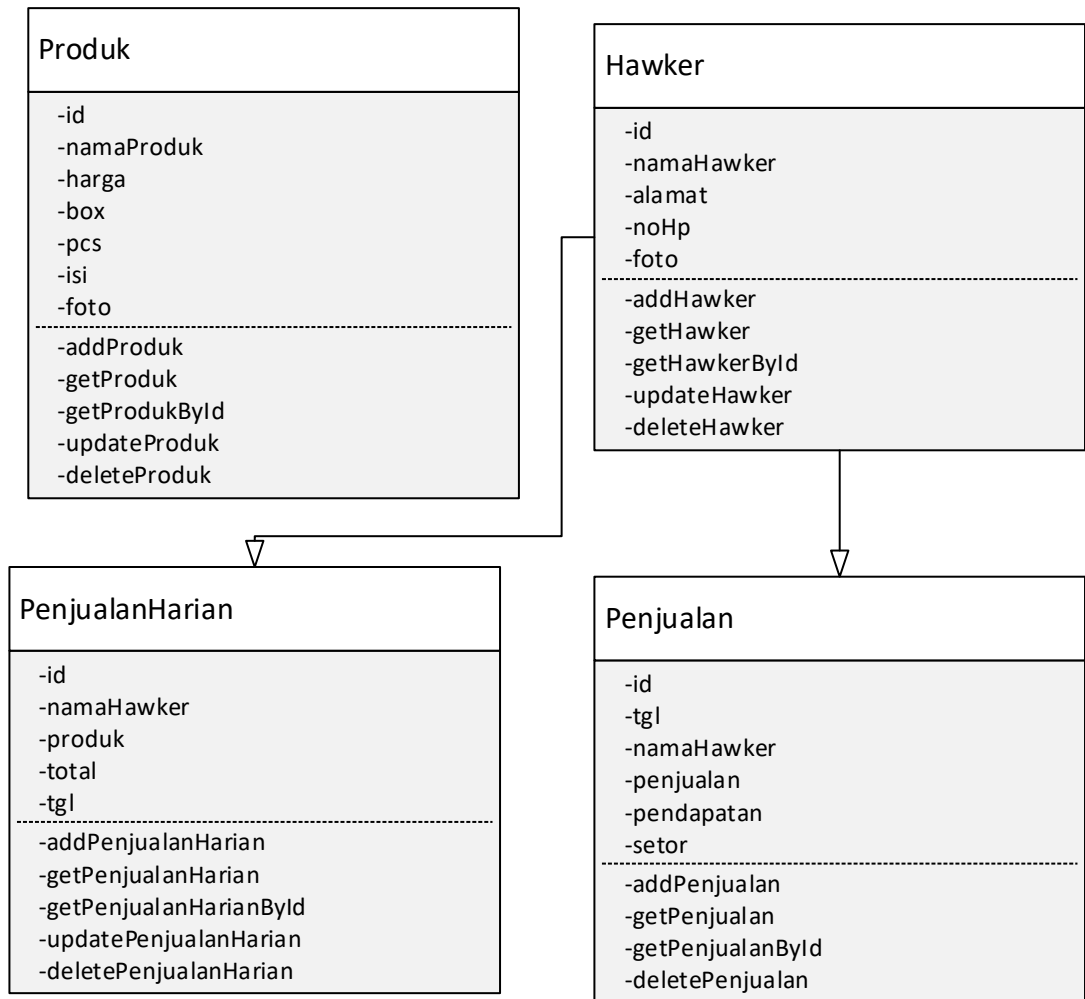 Produk
-id
-namaProduk
-harga
-box
-pcs
-isi
-foto
-addProduk
-getProduk
-getProdukById
-updateProduk
-deleteProduk
Hawker
-id
-namaHawker
-alamat
-noHp
-foto
-addHawker
-getHawker
-getHawkerById
-updateHawker
-deleteHawker
PenjualanHarian
-id
-namaHawker
-produk
-total
-tgl
-addPenjualanHarian
-getPenjualanHarian
-getPenjualanHarianById
-updatePenjualanHarian
-deletePenjualanHarian
Penjualan
-id
-tgl
-namaHawker
-penjualan
-pendapatan
-setor
-addPenjualan
-getPenjualan
-getPenjualanById
-deletePenjualan